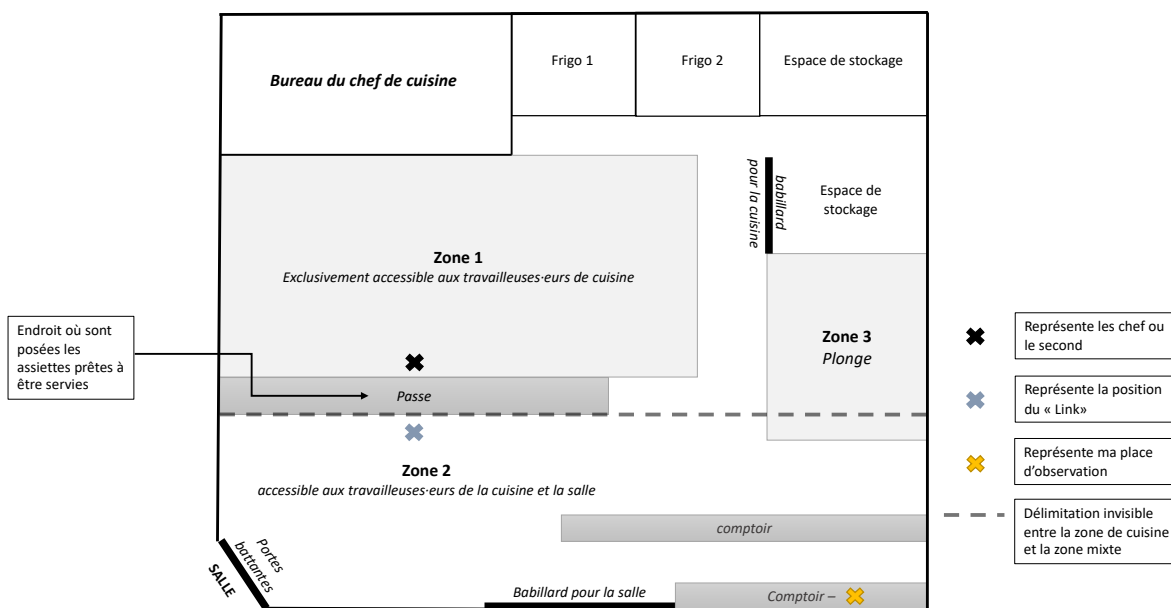 Bureau du chef de cuisine
Frigo 1
Frigo 2
Espace de stockage
babillard
pour la cuisine
Espace de
stockage
Zone 1
Exclusivement accessible aux travailleuses·eurs de cuisine
Endroit où sont
posées les
assiettes prêtes à
être servies
Passe
Zone 3
Plonge
Zone 2
accessible aux travailleuses·eurs de la cuisine et la salle
comptoir
Portes
battantes
SALLE
Babillard pour la salle
Comptoir –
Représente les chef ou
le second
Représente la position
du « Link»
Représente ma place
d'observation
Délimitation invisible
entre la zone de cuisine
et la zone mixte